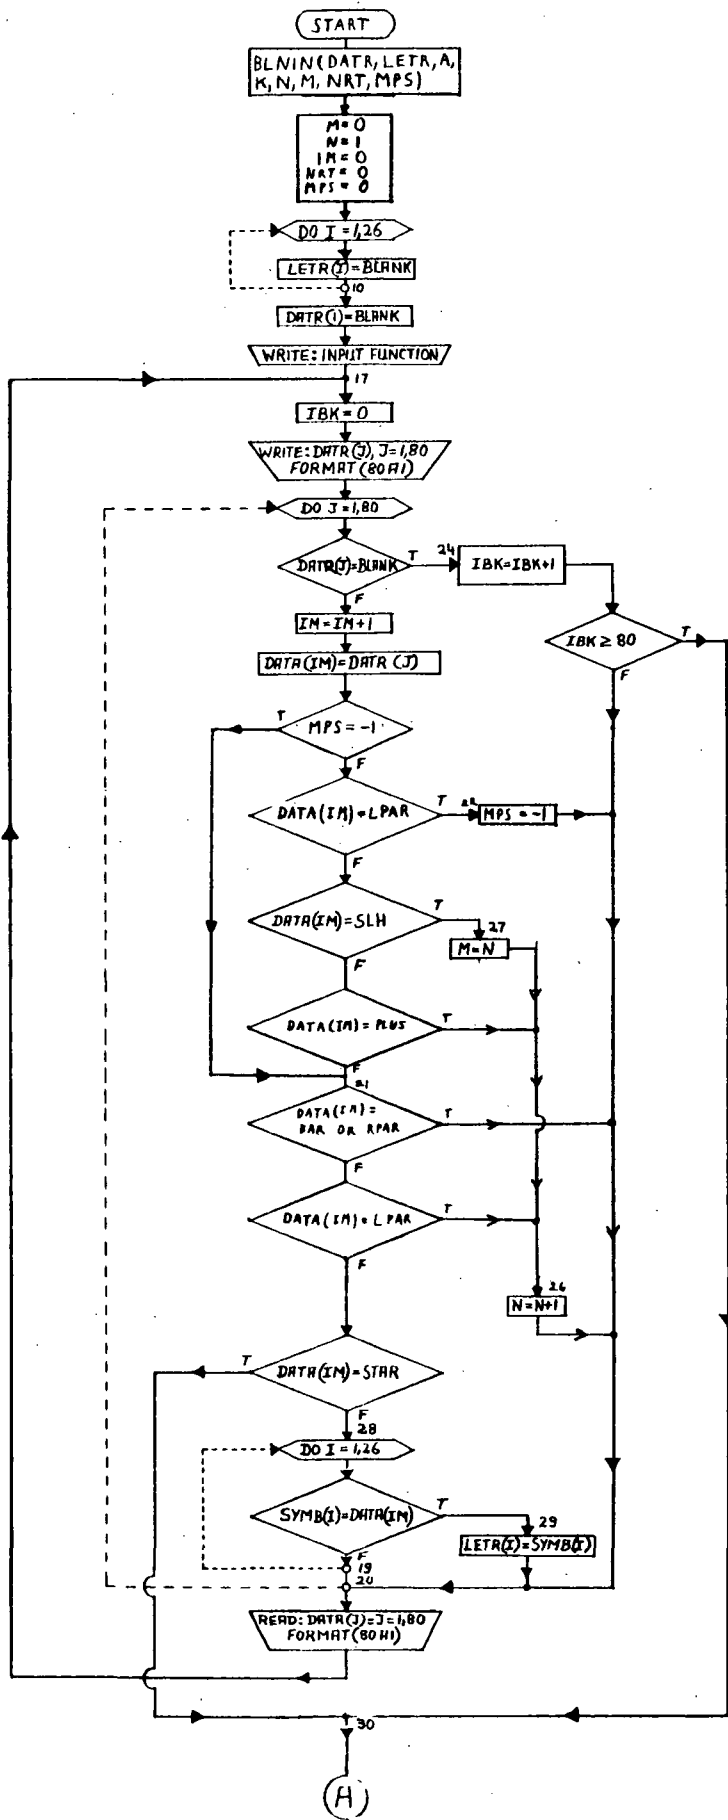 START
BLNIN(DATR, LETR, A,
K, N, M, NRT, MPS)
M=0
N=1
IM=0
NRT=0
MPS=0
DO I=1,26
LETR(I)=BLANK
10
DATR(1)=BLANK
WRITE: INPUT FUNCTION
17
IBK=0
WRITE: DATR(J), J=1,80
FORMAT(80A1)
DO J=1,80
DATR(J)=BLANK
T
24
IBK=IBK+1
F
IM=IM+1
IBK≥80
T
F
DATA(IM)=DATR(J)
T
MPS=-1
F
DATA(IM)=LPAR
T
MPS=-1
F
DATA(IM)=SLH
T
27
M=N
F
DATA(IM)=PLUS
T
F
21
DATA(IM)=
BAR OR RPAR
T
F
DATA(IM)=LPAR
T
F
26
N=N+1
T
DATA(IM)=STAR
F
28
DO I=1,26
SYMB(I)=DATA(IM)
T
29
LETR(I)=SYMB(I)
F
19
20
READ: DATR(J)=J=1,80
FORMAT(80A1)
30
A